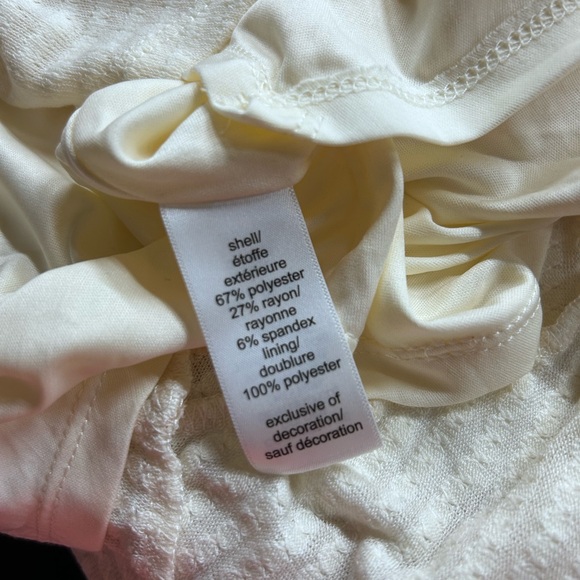 shell/
étoffe
extérieure
67% polyester
27% rayon/
rayonne
6% spandex
lining/
doublure
100% polyester
exclusive of
decoration/
sauf décoration